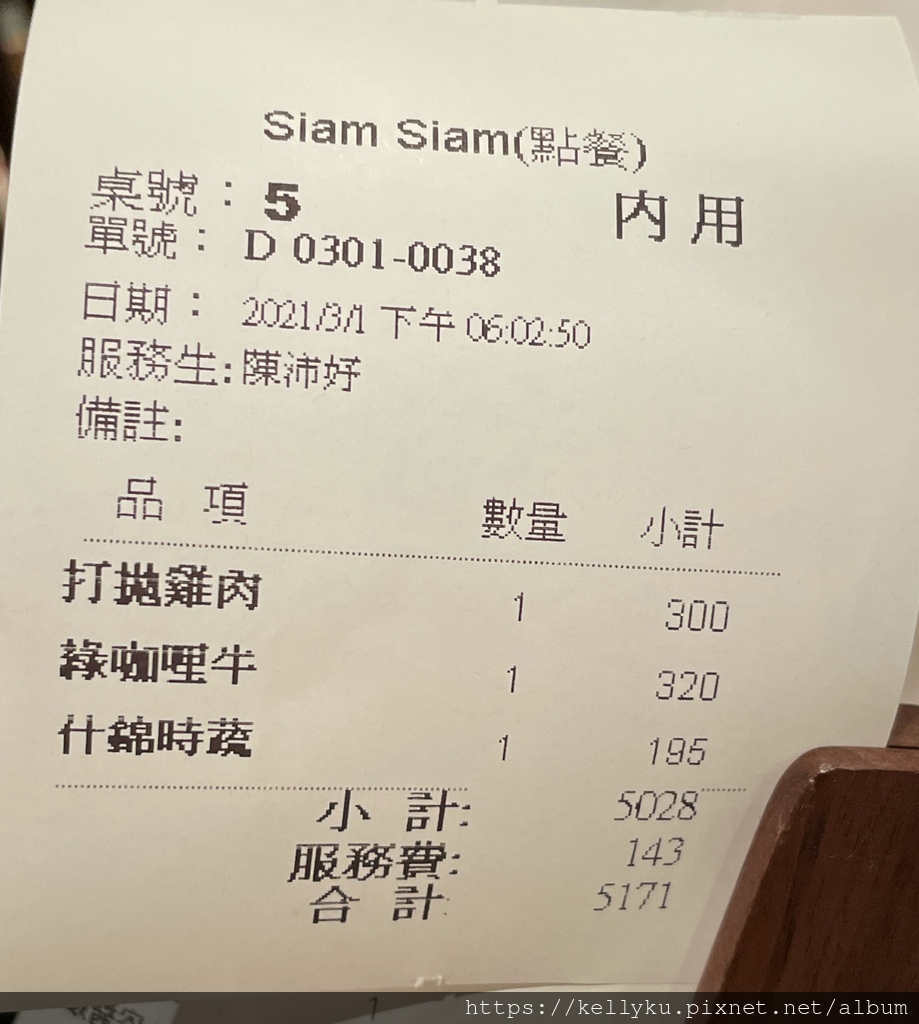 Siam Siam(點餐)
桌號：5 內用
單號：D 0301-0038
日期：2021/3/1 下午 06:02:50
服務生:陳沛妤
備註:
品 項 數量 小計
打拋雞肉 1 300
綠咖哩牛 1 320
什錦時蔬 1 195
小 計: 5028
服務費: 143
合 計: 5171
1
https://kellyku.pixnet.net/album